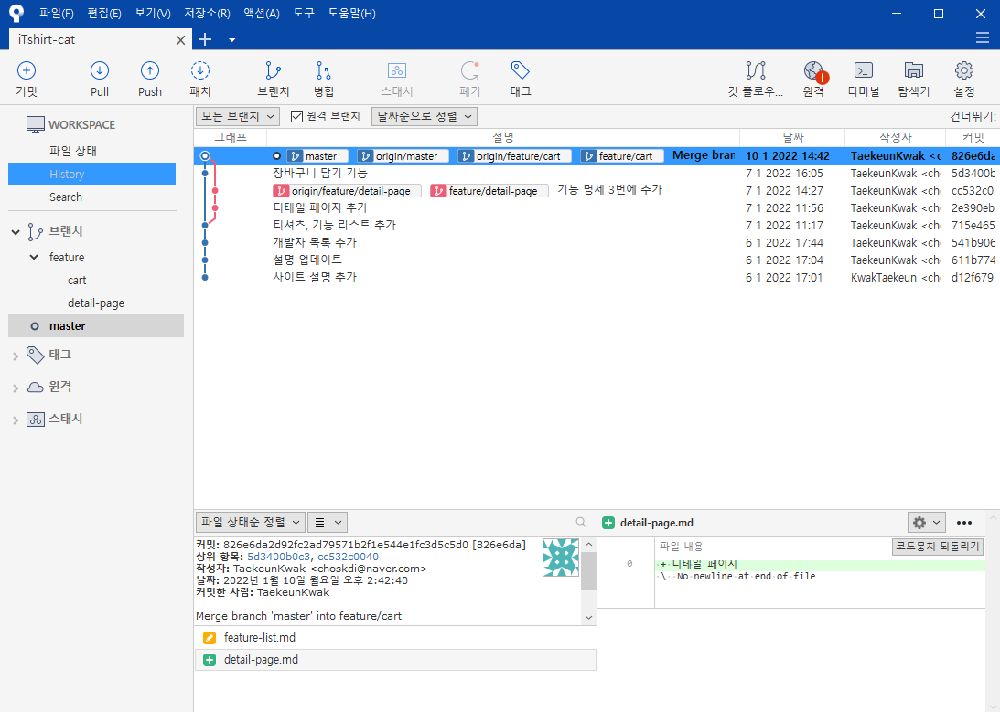 파일(F) 편집(E) 보기(V) 저장소(R) 액션(A) 도구 도움말(H)
iTshirt-cat
커밋 Pull Push 패치 브랜치 병합 스태시 폐기 태그 깃 플로우... 원격 터미널 탐색기 설정
WORKSPACE
파일 상태
History
Search
브랜치
feature
cart
detail-page
master
태그
원격
스태시
모든 브랜치 원격 브랜치 날짜순으로 정렬 건너뛰기:
그래프 설명 날짜 작성자 커밋
master origin/master origin/feature/cart feature/cart Merge bran 10 1 2022 14:42 TaekeunKwak <c 826e6da
장바구니 담기 기능 7 1 2022 16:05 TaekeunKwak <ch 5d3400b
origin/feature/detail-page feature/detail-page 기능 명세 3번에 추가 7 1 2022 14:27 TaekeunKwak <ch cc532c0
디테일 페이지 추가 7 1 2022 11:56 TaekeunKwak <ch 2e390eb
티셔츠, 기능 리스트 추가 7 1 2022 11:17 TaekeunKwak <ch 715e465
개발자 목록 추가 6 1 2022 17:44 TaekeunKwak <ch 541b906
설명 업데이트 6 1 2022 17:04 TaekeunKwak <ch 611b774
사이트 설명 추가 6 1 2022 17:01 KwakTaekeun <ch d12f679
파일 상태순 정렬
커밋: 826e6da2d92fc2ad79571b2f1e544e1fc3d5c5d0 [826e6da]
상위 항목: 5d3400b0c3, cc532c0040
작성자: TaekeunKwak <choskdi@naver.com>
날짜: 2022년 1월 10일 월요일 오후 2:42:40
커밋한 사람: TaekeunKwak
Merge branch 'master' into feature/cart
feature-list.md
detail-page.md
detail-page.md
파일 내용 코드뭉치 되돌리기
0 + 디테일 페이지
\ No newline at end of file